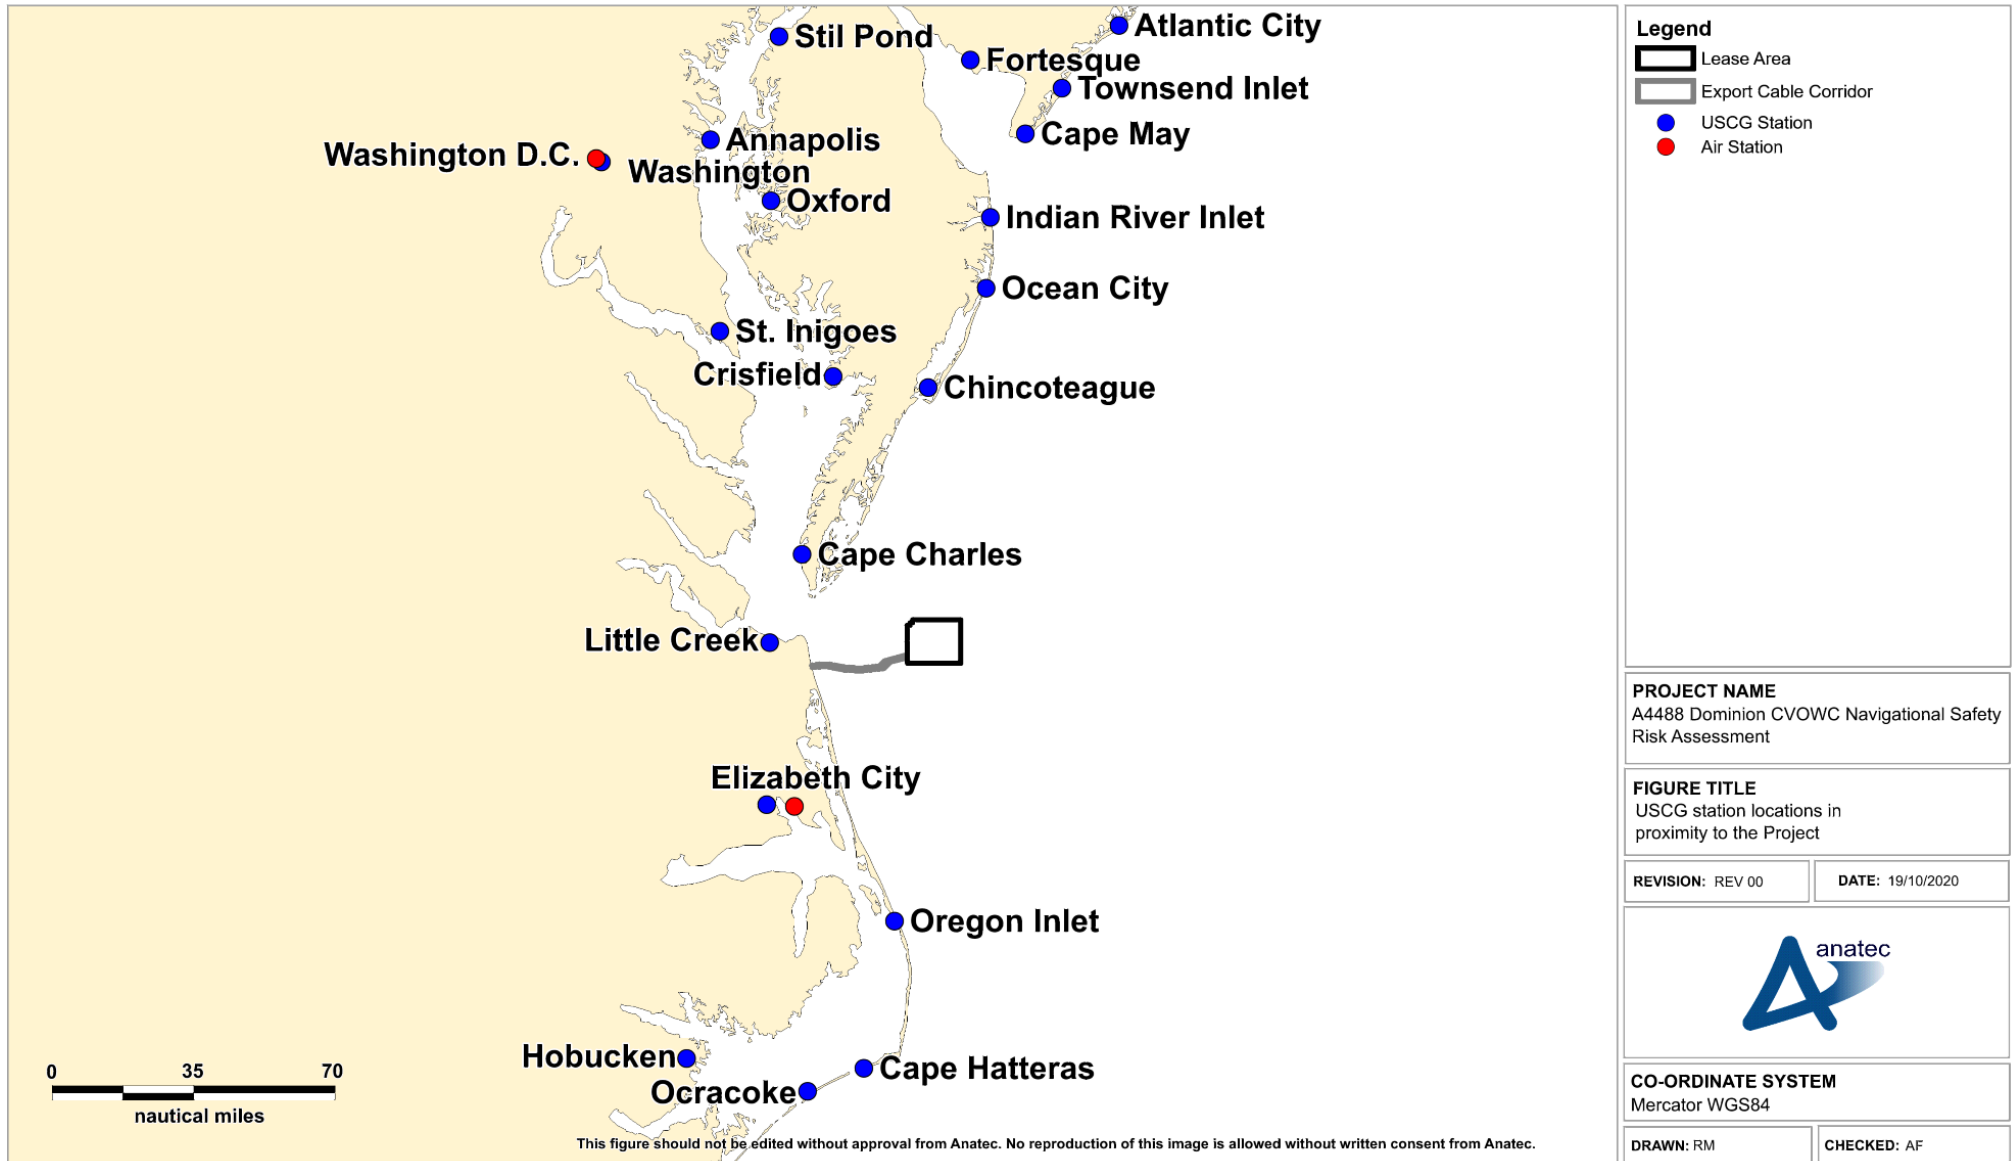 Stil Pond
Atlantic City
Fortesque
Townsend Inlet
Cape May
Annapolis
Washington D.C.
Washington
Oxford
Indian River Inlet
Ocean City
St. Inigoes
Crisfield
Chincoteague
Cape Charles
Little Creek
Elizabeth City
Oregon Inlet
Hobucken
Cape Hatteras
Ocracoke
0 35 70
nautical miles
This figure should not be edited without approval from Anatec. No reproduction of this image is allowed without written consent from Anatec.
Legend
Lease Area
Export Cable Corridor
USCG Station
Air Station
PROJECT NAME
A4488 Dominion CVOWC Navigational Safety
Risk Assessment
FIGURE TITLE
USCG station locations in
proximity to the Project
REVISION: REV 00
DATE: 19/10/2020
anatec
CO-ORDINATE SYSTEM
Mercator WGS84
DRAWN: RM
CHECKED: AF